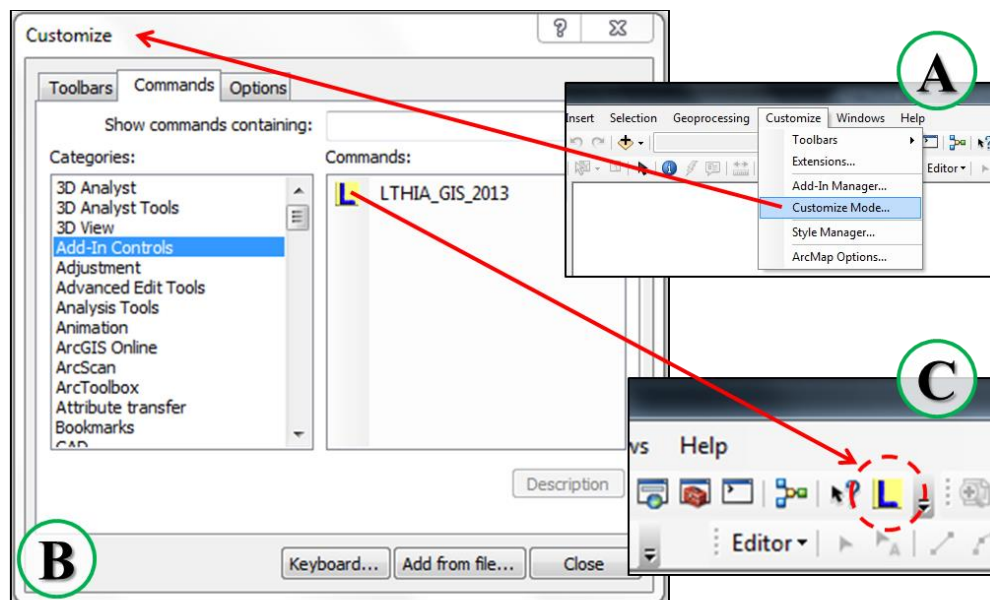 Customize
Toolbars Commands Options
Show commands containing:
Categories:
Commands:
3D Analyst
3D Analyst Tools
3D View
Add-In Controls
Adjustment
Advanced Edit Tools
Analysis Tools
Animation
ArcGIS Online
ArcScan
ArcToolbox
Attribute transfer
Bookmarks
CAD
LTHIA_GIS_2013
Description
Keyboard... Add from file... Close
B
A
Insert Selection Geoprocessing Customize Windows Help
Toolbars
Extensions...
Add-In Manager...
Customize Mode...
Style Manager...
ArcMap Options...
Editor
C
ws Help
L
Editor